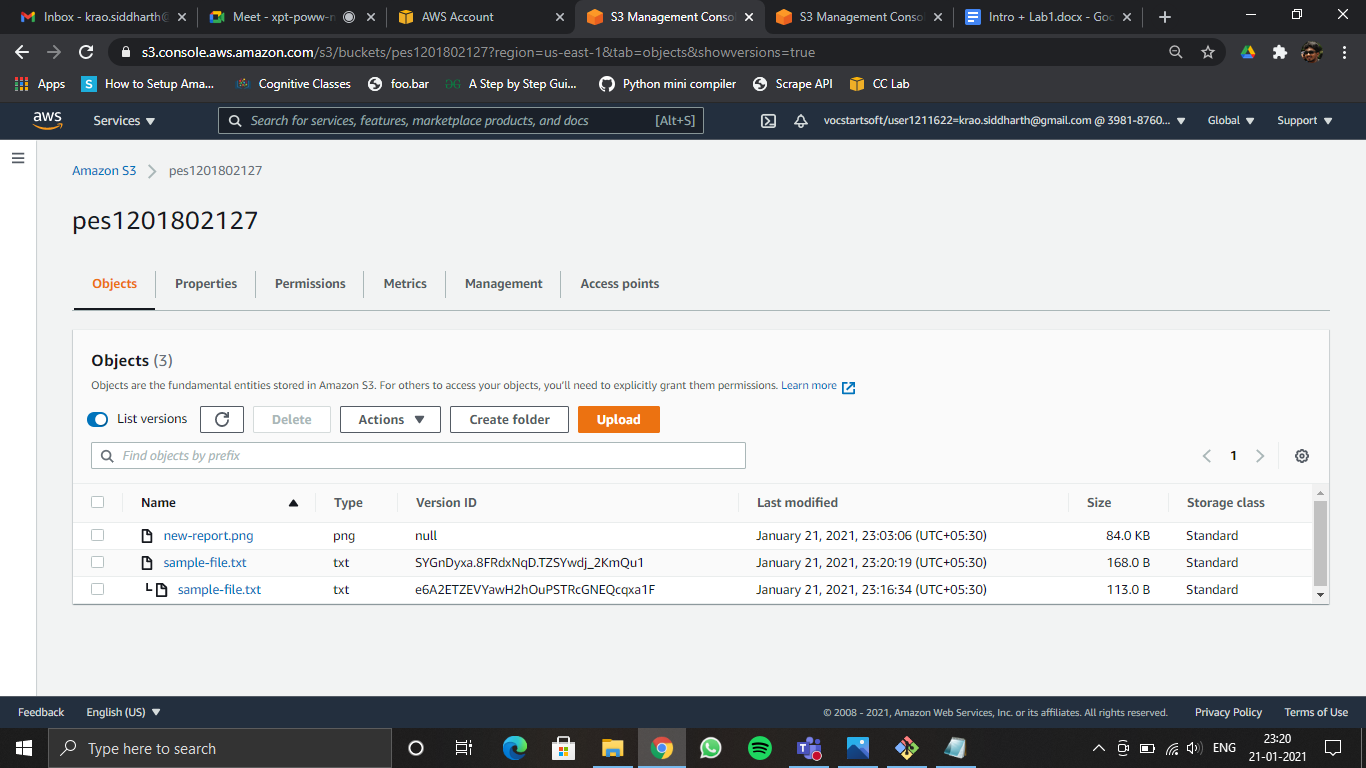 Inbox - krao.siddharth@
Meet - xpt-poww-n
AWS Account
S3 Management Conso
S3 Management Conso
Intro + Lab1.docx - Goo
s3.console.aws.amazon.com/s3/buckets/pes1201802127?region=us-east-1&tab=objects&showversions=true
Apps
S How to Setup Ama...
Cognitive Classes
foo.bar
A Step by Step Gui...
Python mini compiler
Scrape API
CC Lab
aws
Services
Search for services, features, marketplace products, and docs [Alt+S]
vocstartsoft/user1211622=krao.siddharth@gmail.com @ 3981-8760...
Global
Support
Amazon S3 pes1201802127
pes1201802127
Objects Properties Permissions Metrics Management Access points
Objects (3)
Objects are the fundamental entities stored in Amazon S3. For others to access your objects, you'll need to explicitly grant them permissions. Learn more
List versions Delete Actions Create folder Upload
Find objects by prefix 1
Name Type Version ID Last modified Size Storage class
new-report.png png null January 21, 2021, 23:03:06 (UTC+05:30) 84.0 KB Standard
sample-file.txt txt SYGnDyxa.8FRdxNqD.TZSYwdj_2KmQu1 January 21, 2021, 23:20:19 (UTC+05:30) 168.0 B Standard
sample-file.txt txt e6A2ETZEVYawH2hOuPSTRcGNEQcqxa1F January 21, 2021, 23:16:34 (UTC+05:30) 113.0 B Standard
Feedback English (US) © 2008 - 2021, Amazon Web Services, Inc. or its affiliates. All rights reserved. Privacy Policy Terms of Use
Type here to search
ENG
23:20
21-01-2021